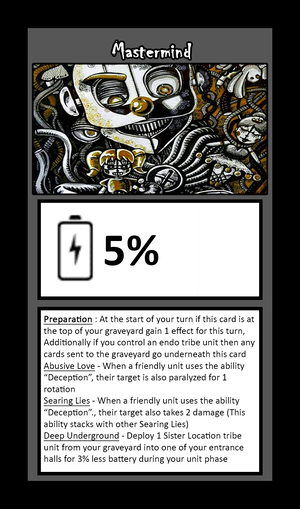 Mastermind
5%
Preparation : At the start of your turn if this card is at
the top of your graveyard gain 1 effect for this turn,
Additionally if you control an endo tribe unit then any
cards sent to the graveyard go underneath this card
Abusive Love - When a friendly unit uses the ability
“Deception”, their target is also paralyzed for 1
rotation
Searing Lies - When a friendly unit uses the ability
“Deception”., their target also takes 2 damage (This
ability stacks with other Searing Lies)
Deep Underground - Deploy 1 Sister Location tribe
unit from your graveyard into one of your entrance
halls for 3% less battery during your unit phase